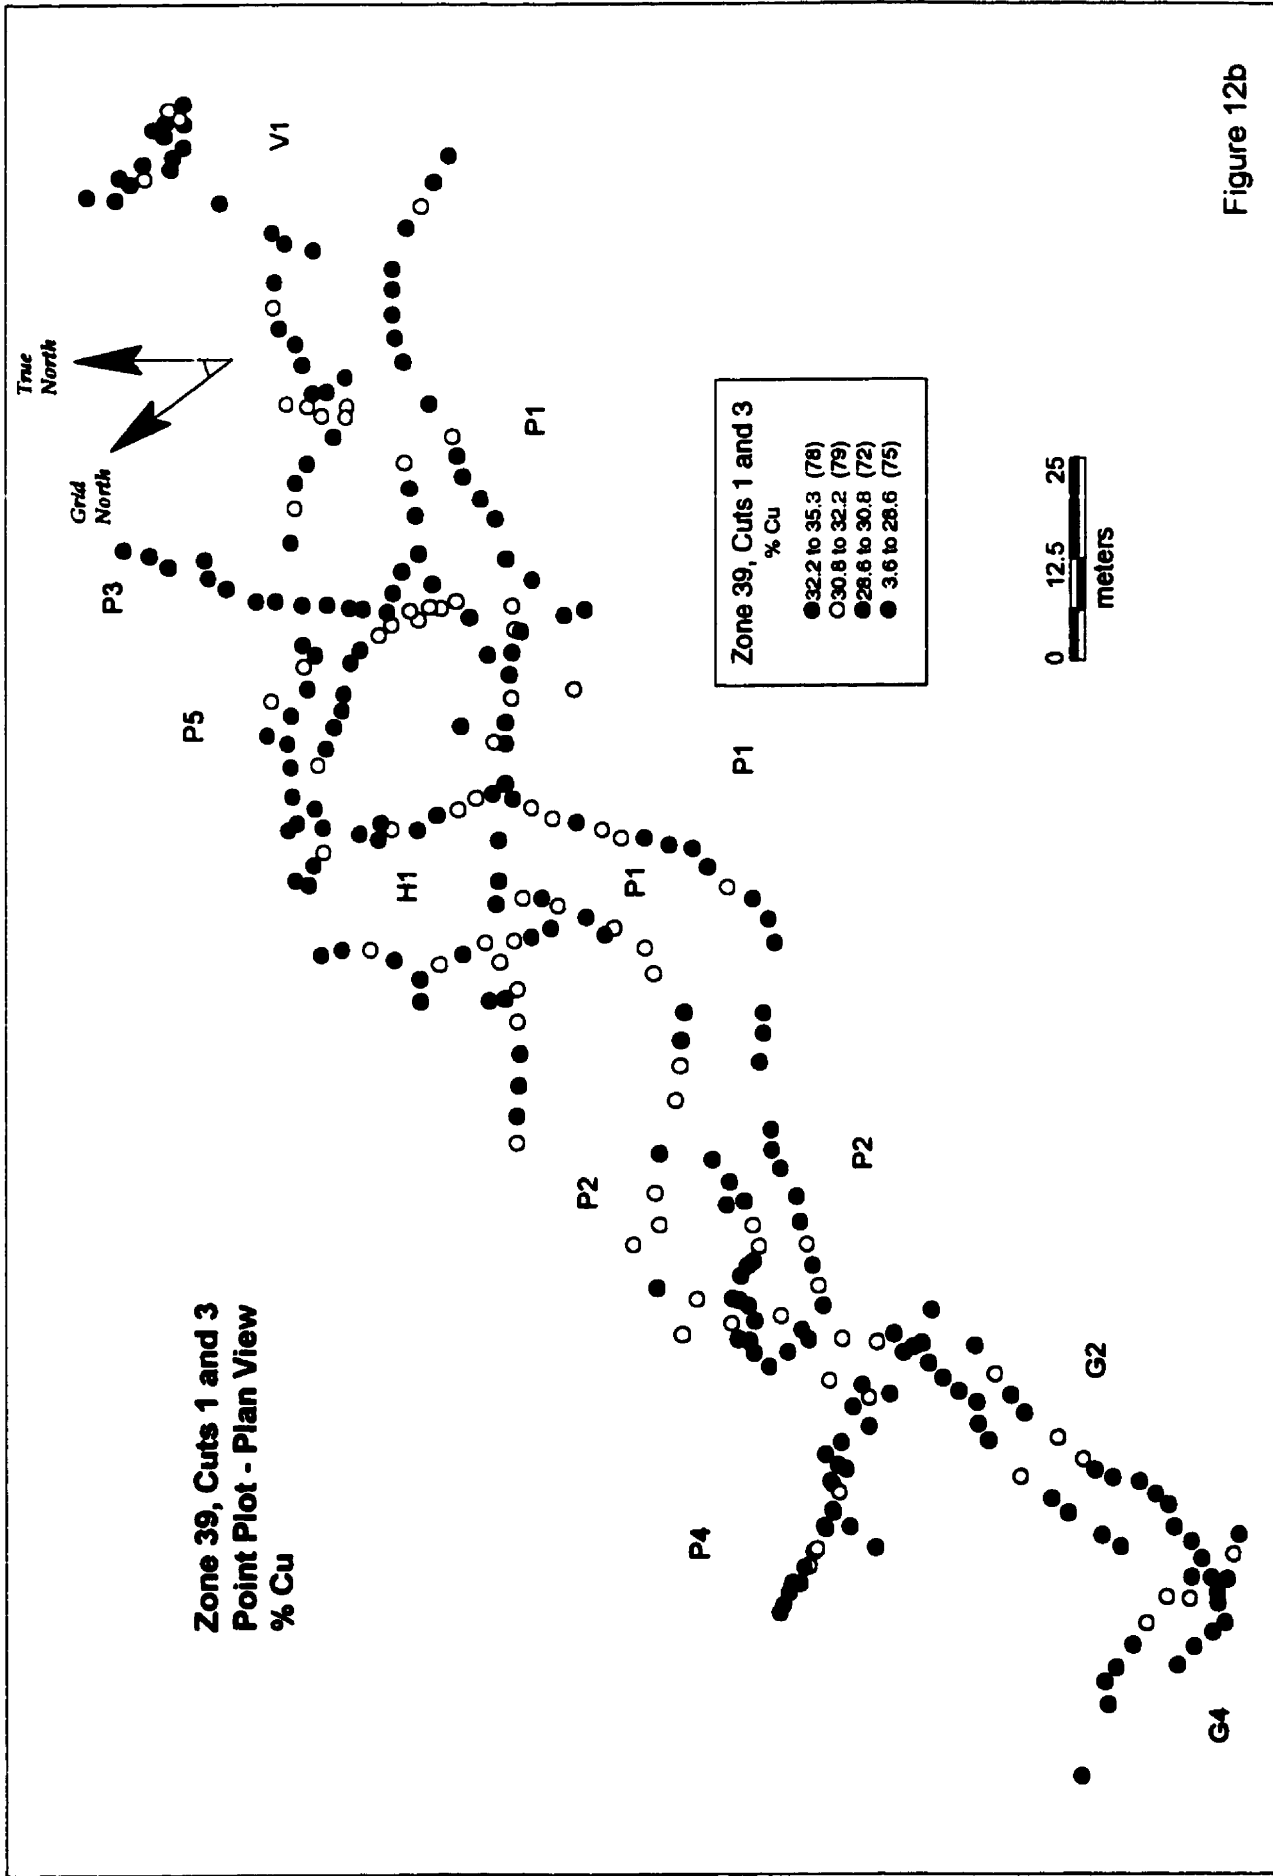 Zone 39, Cuts 1 and 3
Point Plot - Plan View
% Cu
Grid
North
True
North
P3
V1
P5
P1
H1
P1
P1
P2
P2
P4
G2
G4
Zone 39, Cuts 1 and 3
% Cu
32.2 to 35.3 (78)
30.8 to 32.2 (79)
28.6 to 30.8 (72)
3.6 to 28.6 (75)
0 12.5 25
meters
Figure 12b